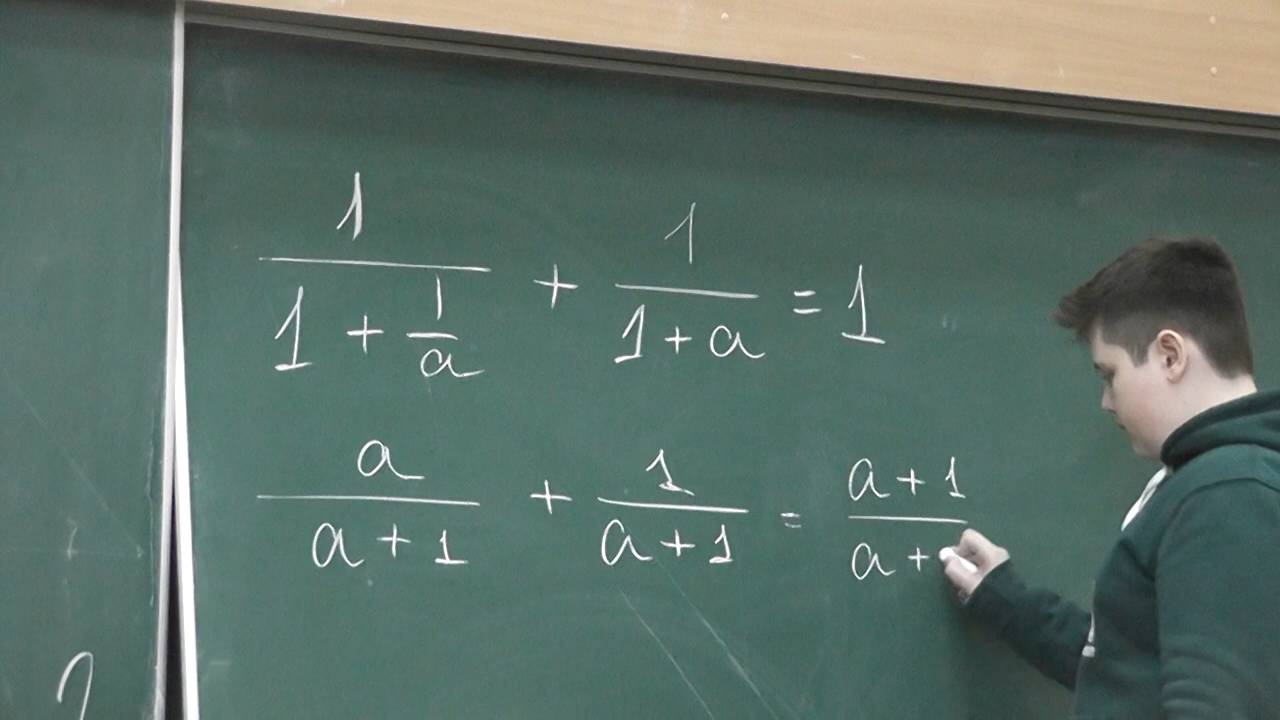 1/(1 + 1/a) + 1/(1 + a) = 1
a/(a + 1) + 1/(a + 1) = (a + 1)/(a +